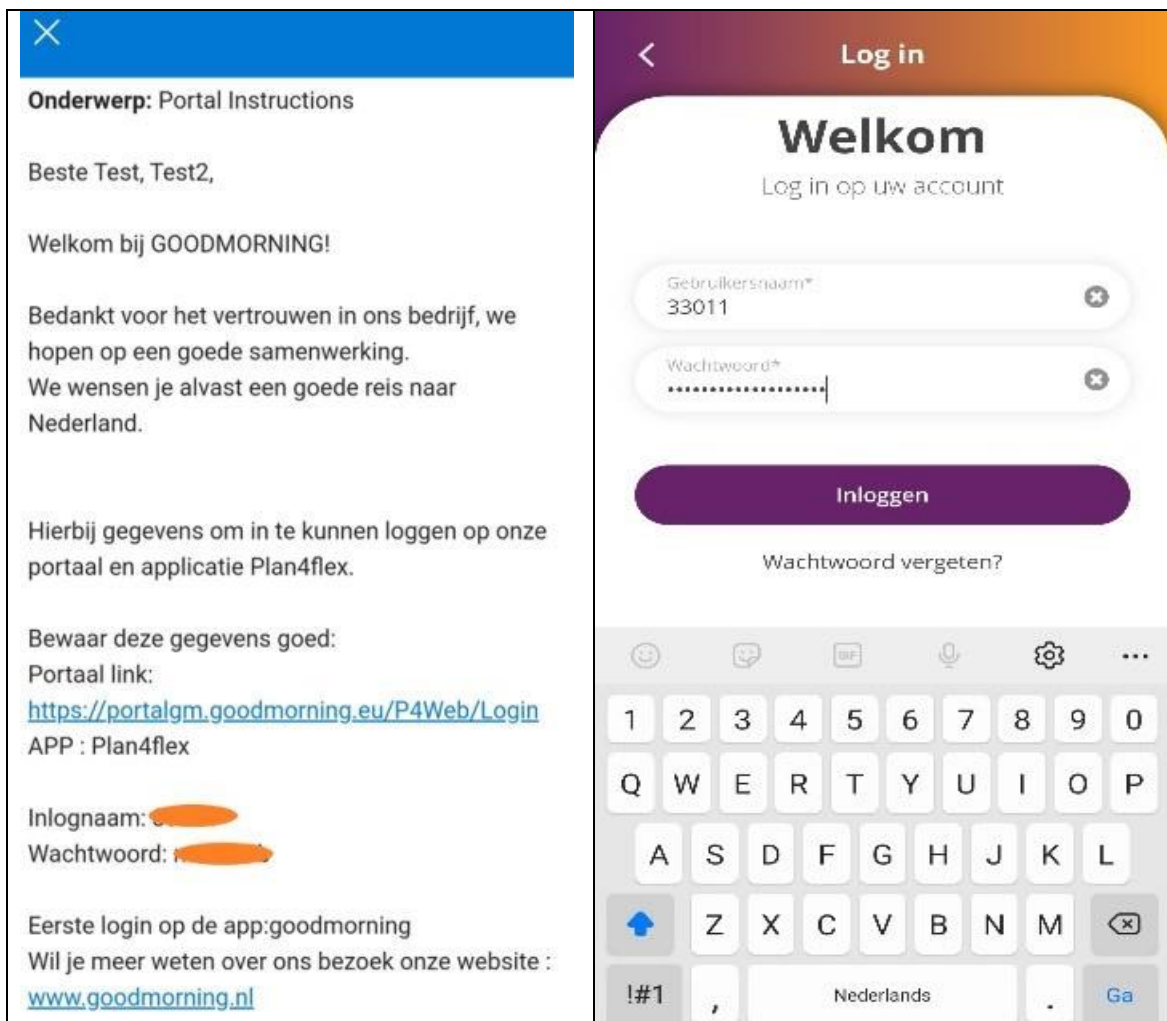 Onderwerp: Portal Instructions
Beste Test, Test2,
Welkom bij GOODMORNING!
Bedankt voor het vertrouwen in ons bedrijf, we
hopen op een goede samenwerking.
We wensen je alvast een goede reis naar
Nederland.
Hierbij gegevens om in te kunnen loggen op onze
portaal en applicatie Plan4flex.
Bewaar deze gegevens goed:
Portaal link:
https://portalgm.goodmorning.eu/P4Web/Login
APP : Plan4flex
Inlognaam:
Wachtwoord:
Eerste login op de app:goodmorning
Wil je meer weten over ons bezoek onze website :
www.goodmorning.nl
Log in
Welkom
Log in op uw account
Gebruikersnaam*
33011
Wachtwoord*
•••••••••••••••••••
Inloggen
Wachtwoord vergeten?
GIF
1 2 3 4 5 6 7 8 9 0
Q W E R T Y U I O P
A S D F G H J K L
Z X C V B N M
!#1 , Nederlands . Ga